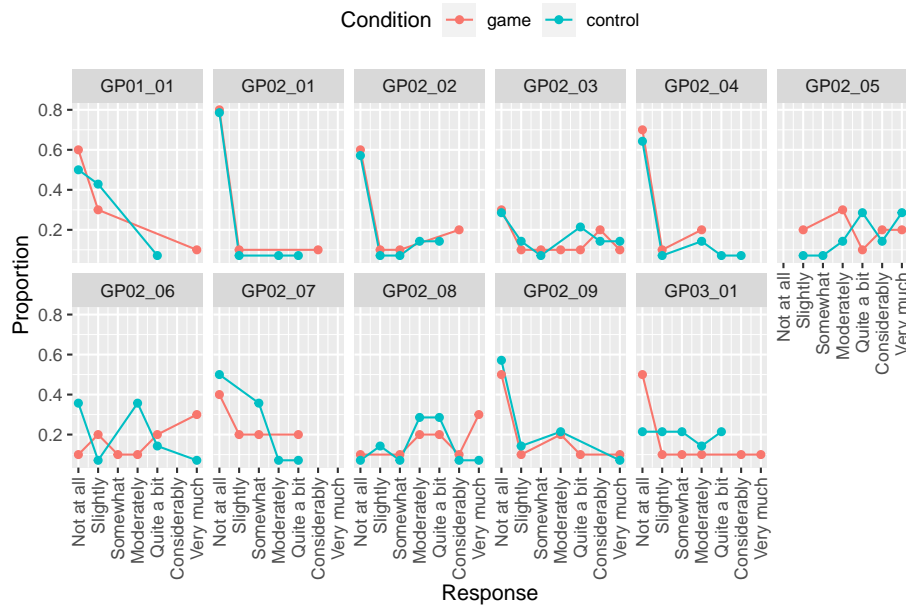 Condition game control
GP01_01 GP02_01 GP02_02 GP02_03 GP02_04 GP02_05
0.8
0.6
0.4
0.2
Proportion
GP02_06 GP02_07 GP02_08 GP02_09 GP03_01
0.8
0.6
0.4
0.2
Not at all Slightly Somewhat Moderately Quite a bit Considerably Very much
Not at all Slightly Somewhat Moderately Quite a bit Considerably Very much
Not at all Slightly Somewhat Moderately Quite a bit Considerably Very much
Not at all Slightly Somewhat Moderately Quite a bit Considerably Very much
Not at all Slightly Somewhat Moderately Quite a bit Considerably Very much
Not at all Slightly Somewhat Moderately Quite a bit Considerably Very much
Response